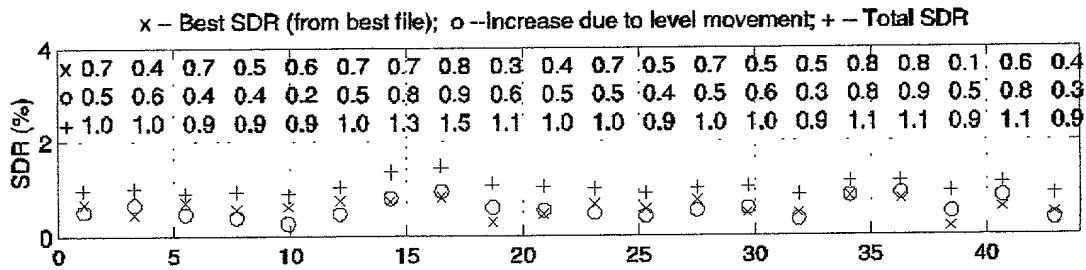 x – Best SDR (from best file); o --Increase due to level movement; + – Total SDR
4
x 0.7 0.4 0.7 0.5 0.6 0.7 0.7 0.8 0.3 0.4 0.7 0.5 0.7 0.5 0.5 0.8 0.8 0.1 0.6 0.4
o 0.5 0.6 0.4 0.4 0.2 0.5 0.8 0.9 0.6 0.5 0.5 0.4 0.5 0.6 0.3 0.8 0.9 0.5 0.8 0.3
+ 1.0 1.0 0.9 0.9 0.9 1.0 1.3 1.5 1.1 1.0 1.0 0.9 1.0 1.0 0.9 1.1 1.1 0.9 1.1 0.9
SDR (%)
2
0
0 5 10 15 20 25 30 35 40